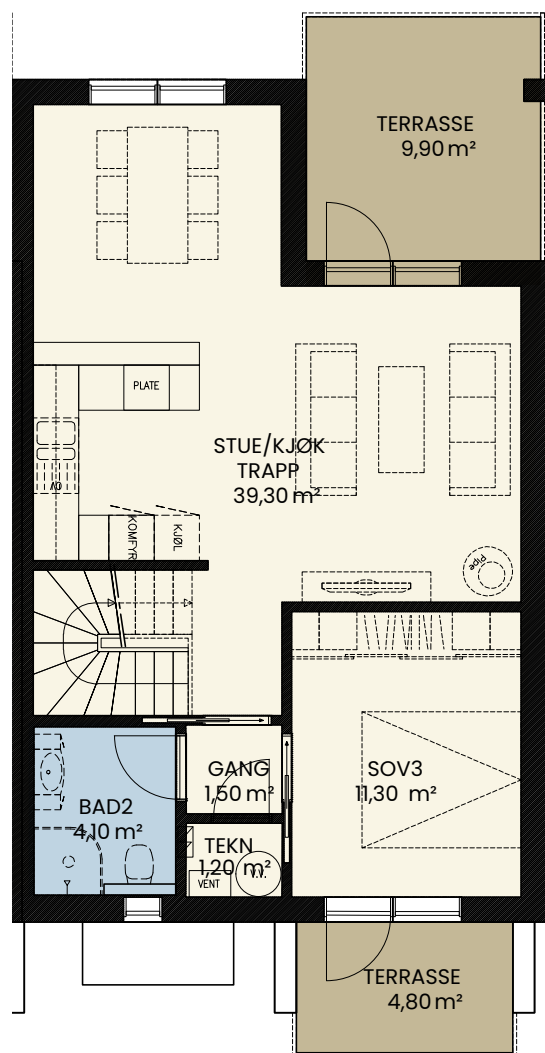 TERRASSE
9,90 m²
PLATE
STUE/KJØK
TRAPP
39,30 m²
KOMFYR
KJØL
Pipe
GANG
1,50 m²
SOV3
11,30 m²
BAD2
4,10 m²
TEKN
1,20 m²
VENT
V.V.
TERRASSE
4,80 m²